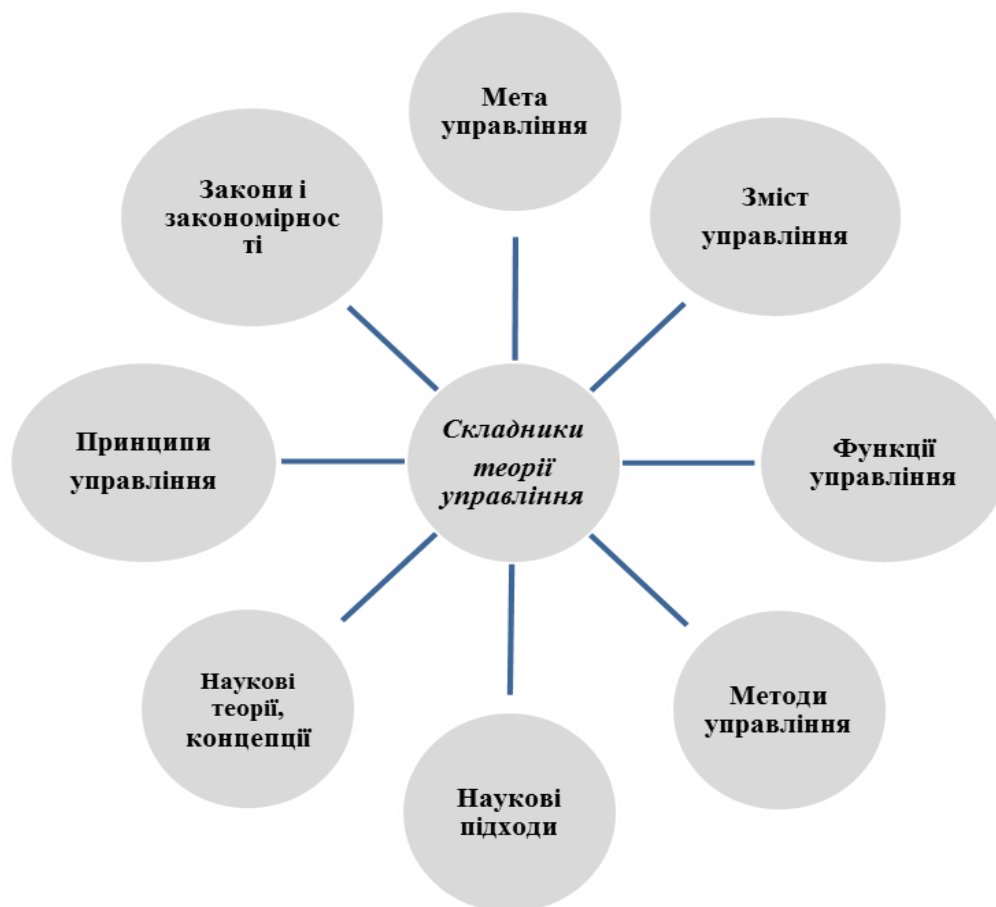 Мета
управління
Зміст
управління
Функції
управління
Методи
управління
Наукові
підходи
Наукові
теорії,
концепції
Принципи
управління
Закони і
закономірнос
ті
Складники
теорії
управління